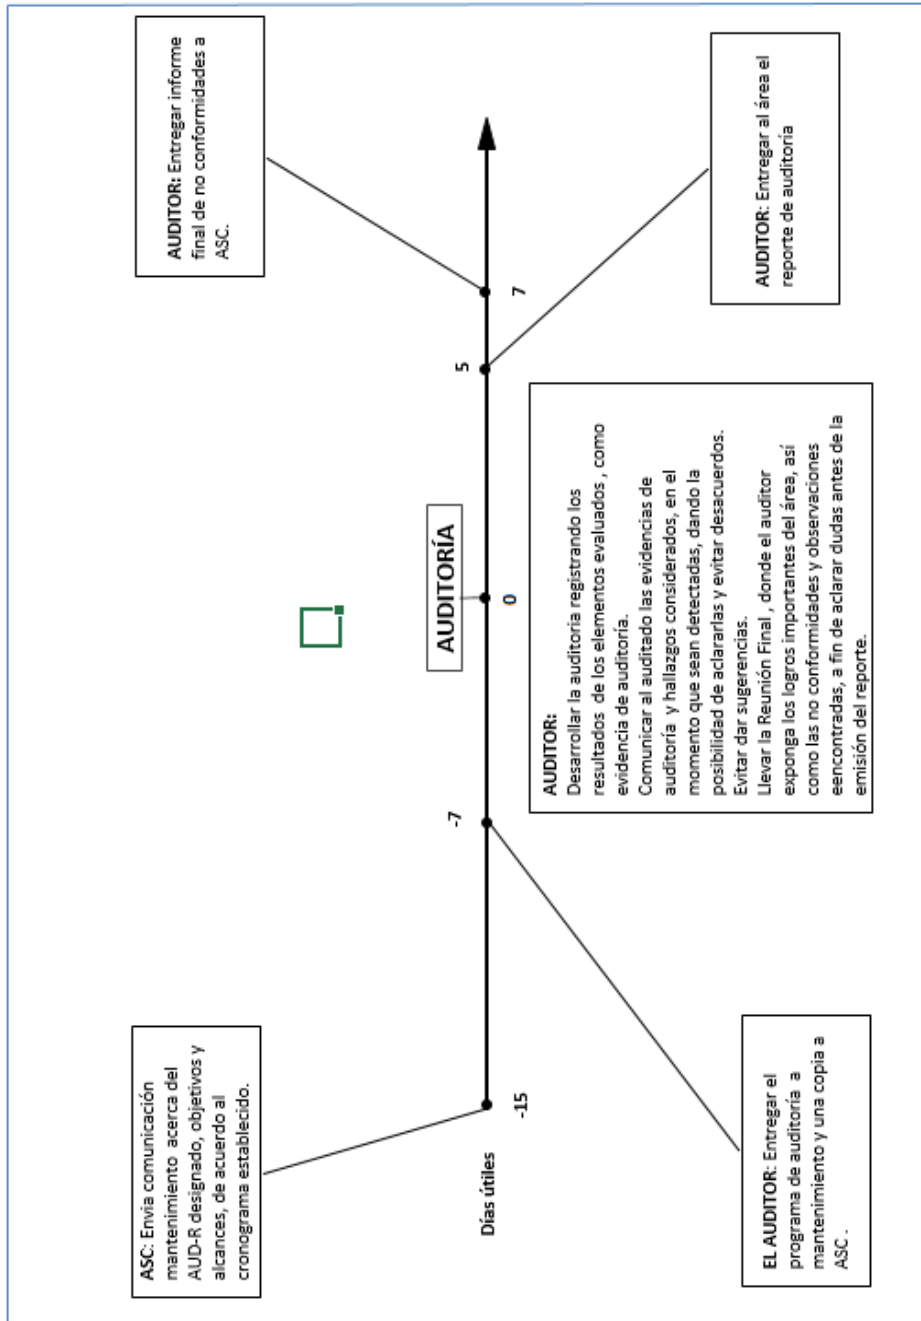 ASC: Envia comunicación
mantenimiento acerca del
AUD-R designado, objetivos y
alcances, de acuerdo al
cronograma establecido.
AUDITOR: Entregar informe
final de no conformidades a
ASC.
AUDITORÍA
Días útiles
-15
-7
0
5
7
EL AUDITOR: Entregar el
programa de auditoría a
mantenimiento y una copia a
ASC .
AUDITOR:
Desarrollar la auditoria registrando los
resultados de los elementos evaluados , como
evidencia de auditoría.
Comunicar al auditado las evidencias de
auditoría y hallazgos considerados, en el
momento que sean detectadas, dando la
posibilidad de aclararlas y evitar desacuerdos.
Evitar dar sugerencias.
Llevar la Reunión Final , donde el auditor
exponga los logros importantes del área, así
como las no conformidades y observaciones
eencontradas, a fin de aclarar dudas antes de la
emisión del reporte.
AUDITOR: Entregar al área el
reporte de auditoría